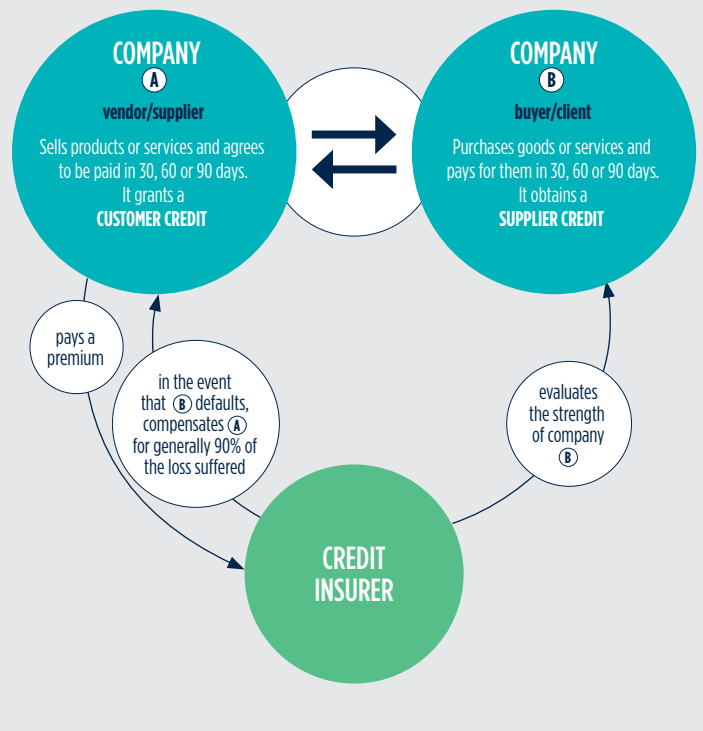 COMPANY
A
vendor/supplier
Sells products or services and agrees
to be paid in 30, 60 or 90 days.
It grants a
CUSTOMER CREDIT
COMPANY
B
buyer/client
Purchases goods or services and
pays for them in 30, 60 or 90 days.
It obtains a
SUPPLIER CREDIT
pays a
premium
in the event
that B defaults,
compensates A
for generally 90% of
the loss suffered
evaluates
the strength
of company
B
CREDIT
INSURER